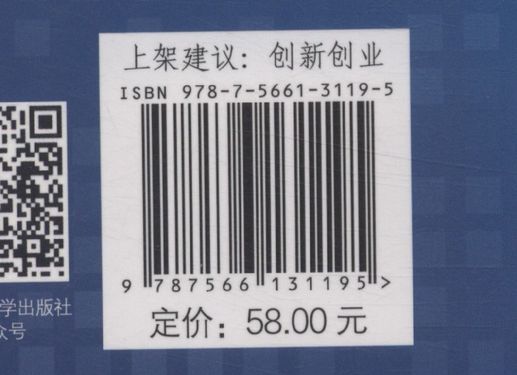 上架建议：创新创业
ISBN 978-7-5661-3119-5
9 787566 131195>
定价：58.00 元
学出版社
众号